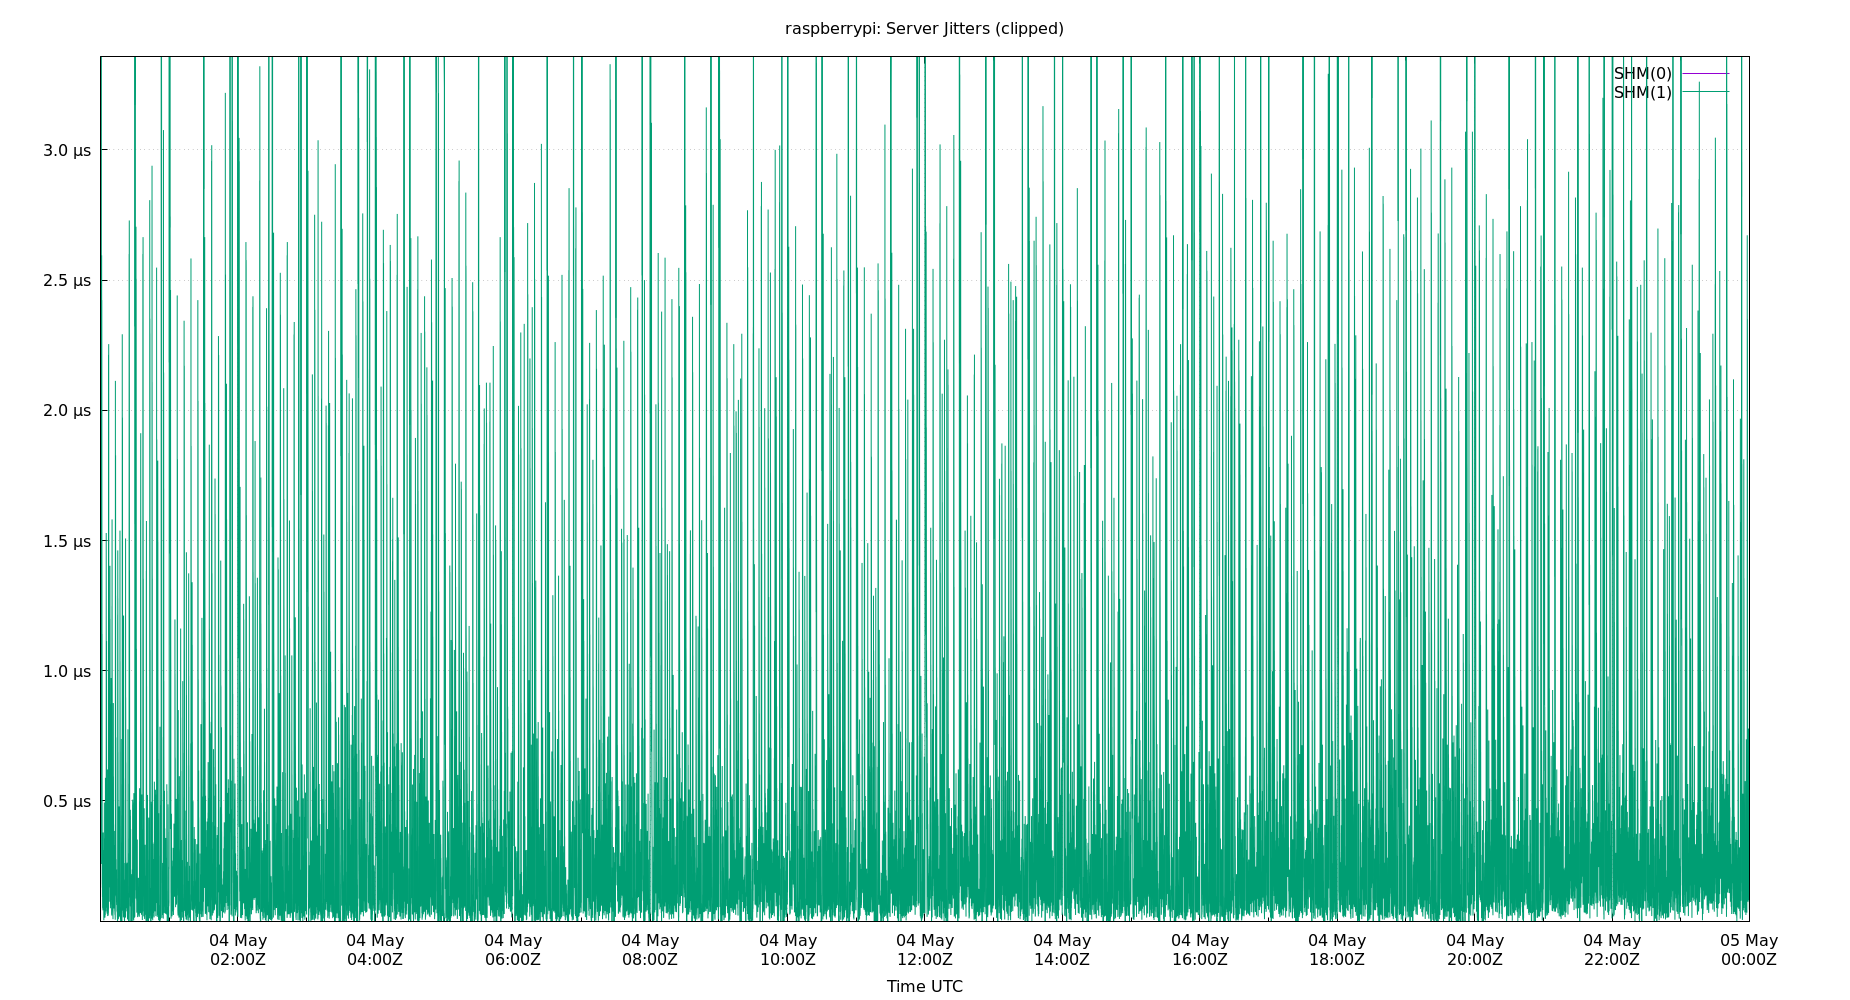 raspberrypi: Server Jitters (clipped)
SHM(0)
SHM(1)
3.0 µs
2.5 µs
2.0 µs
1.5 µs
1.0 µs
0.5 µs
04 May 04 May 04 May 04 May 04 May 04 May 04 May 04 May 04 May 04 May 04 May 05 May
02:00Z 04:00Z 06:00Z 08:00Z 10:00Z 12:00Z 14:00Z 16:00Z 18:00Z 20:00Z 22:00Z 00:00Z
Time UTC